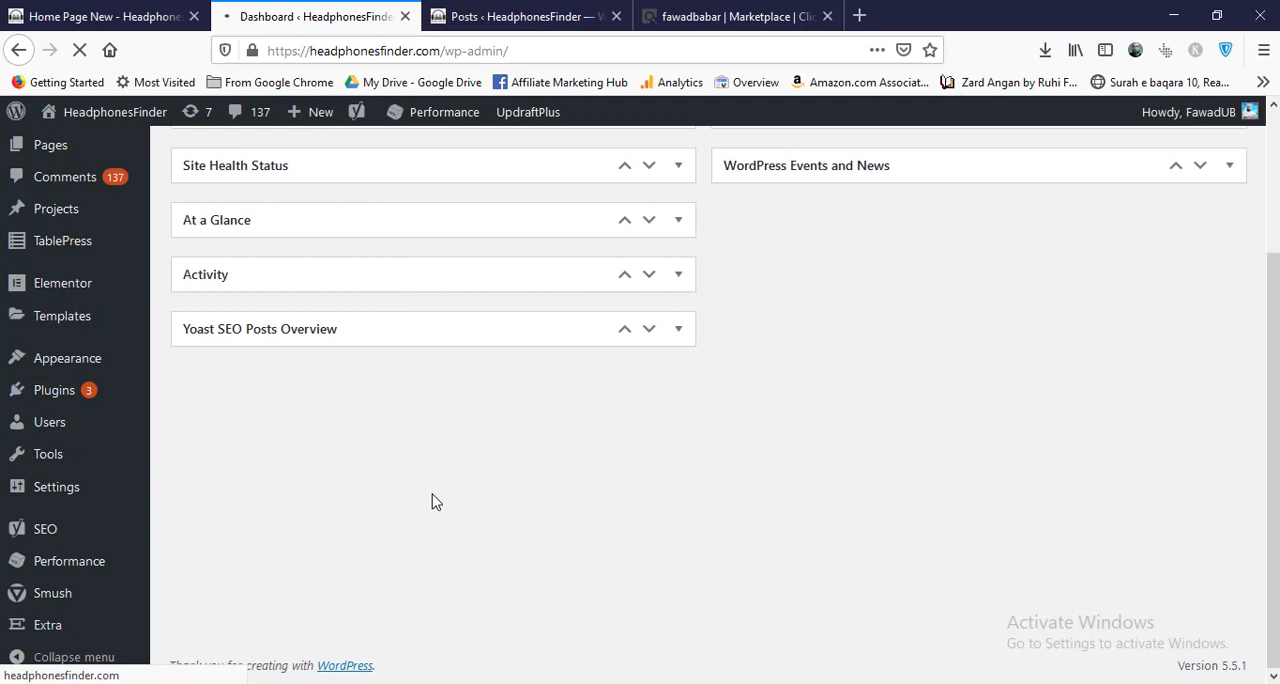 Home Page New - Headphone:
Dashboard ‹ HeadphonesFinde
Posts ‹ HeadphonesFinder — W
fawadbabar | Marketplace | Clic
https://headphonesfinder.com/wp-admin/
Getting Started
Most Visited
From Google Chrome
My Drive - Google Drive
Affiliate Marketing Hub
Analytics
Overview
Amazon.com Associat...
Zard Angan by Ruhi F...
Surah e baqara 10, Rea...
HeadphonesFinder
7
137
New
Performance
UpdraftPlus
Howdy, FawadUB
Pages
Comments 137
Projects
TablePress
Elementor
Templates
Appearance
Plugins 3
Users
Tools
Settings
SEO
Performance
Smush
Extra
Collapse menu
Site Health Status
At a Glance
Activity
Yoast SEO Posts Overview
WordPress Events and News
Activate Windows
Go to Settings to activate Windows.
Thank you for creating with WordPress.
Version 5.5.1
headphonesfinder.com